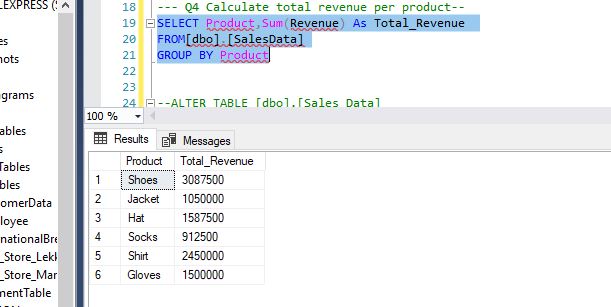 EXPRESS (S
18 --- Q4 Calculate total revenue per product--
19 SELECT Product,Sum(Revenue) As Total_Revenue
20 FROM[dbo].[SalesData]
21 GROUP BY Product
22
23
24 --ALTER TABLE [dbo].[Sales Data]
100 %
Results Messages
Product Total_Revenue
1 Shoes 3087500
2 Jacket 1050000
3 Hat 1587500
4 Socks 912500
5 Shirt 2450000
6 Gloves 1500000
es
ots
grams
ables
s
Tables
bles
omerData
loyee
nationalBre
_Store_Lekk
_Store_Mar
mentTable